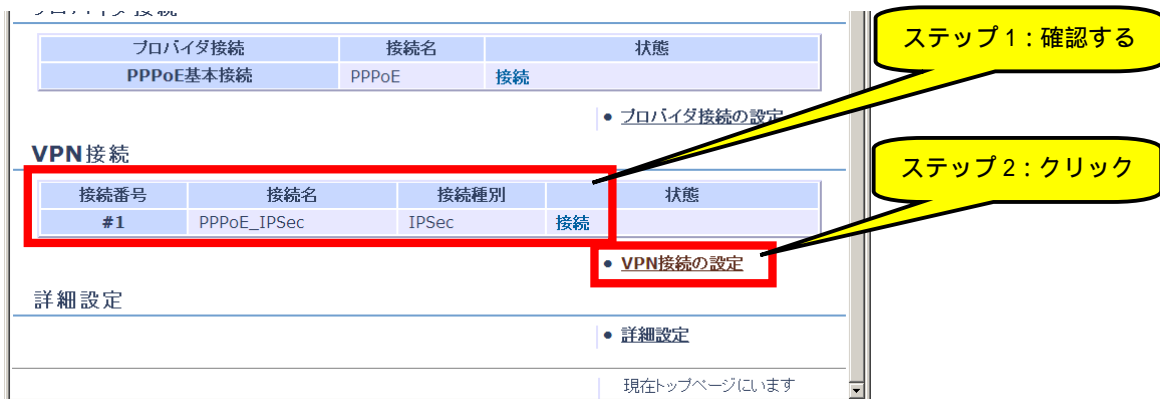 プロバイダ接続
プロバイダ接続 接続名 状態
PPPoE基本接続 PPPoE 接続
• プロバイダ接続の設定
VPN接続
接続番号 接続名 接続種別 状態
#1 PPPoE_IPSec IPSec 接続
• VPN接続の設定
詳細設定
• 詳細設定
現在トップページにいます
ステップ1：確認する
ステップ2：クリック